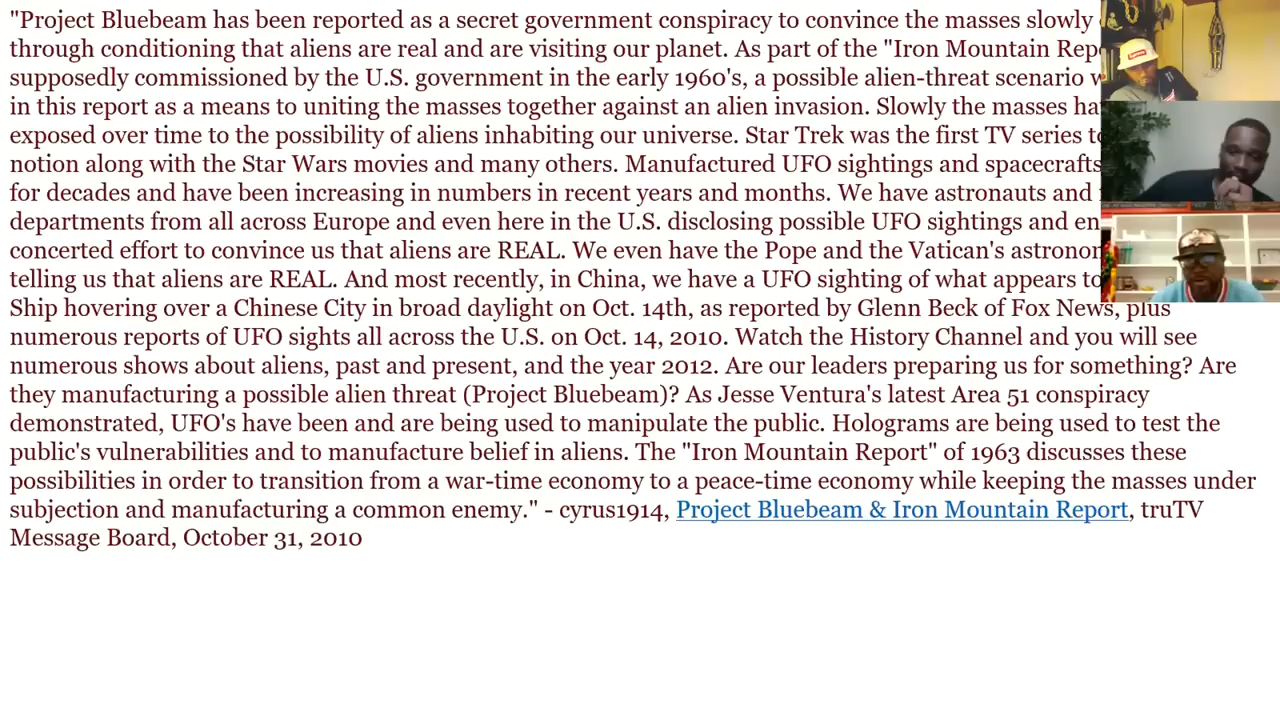 "Project Bluebeam has been reported as a secret government conspiracy to convince the masses slowly
through conditioning that aliens are real and are visiting our planet. As part of the "Iron Mountain
supposedly commissioned by the U.S. government in the early 1960's, a possible alien-threat scenario
in this report as a means to uniting the masses together against an alien invasion. Slowly the masses
exposed over time to the possibility of aliens inhabiting our universe. Star Trek was the first TV series
notion along with the Star Wars movies and many others. Manufactured UFO sightings and spacecrafts
for decades and have been increasing in numbers in recent years and months. We have astronauts and
departments from all across Europe and even here in the U.S. disclosing possible UFO sightings and
concerted effort to convince us that aliens are REAL. We even have the Pope and the Vatican's
telling us that aliens are REAL. And most recently, in China, we have a UFO sighting of what appears
Ship hovering over a Chinese City in broad daylight on Oct. 14th, as reported by Glenn Beck of Fox News, plus
numerous reports of UFO sights all across the U.S. on Oct. 14, 2010. Watch the History Channel and you will see
numerous shows about aliens, past and present, and the year 2012. Are our leaders preparing us for something? Are
they manufacturing a possible alien threat (Project Bluebeam)? As Jesse Ventura's latest Area 51 conspiracy
demonstrated, UFO's have been and are being used to manipulate the public. Holograms are being used to test the
public's vulnerabilities and to manufacture belief in aliens. The "Iron Mountain Report" of 1963 discusses these
possibilities in order to transition from a war-time economy to a peace-time economy while keeping the masses under
subjection and manufacturing a common enemy." - cyrus1914, Project Bluebeam & Iron Mountain Report, truTV
Message Board, October 31, 2010